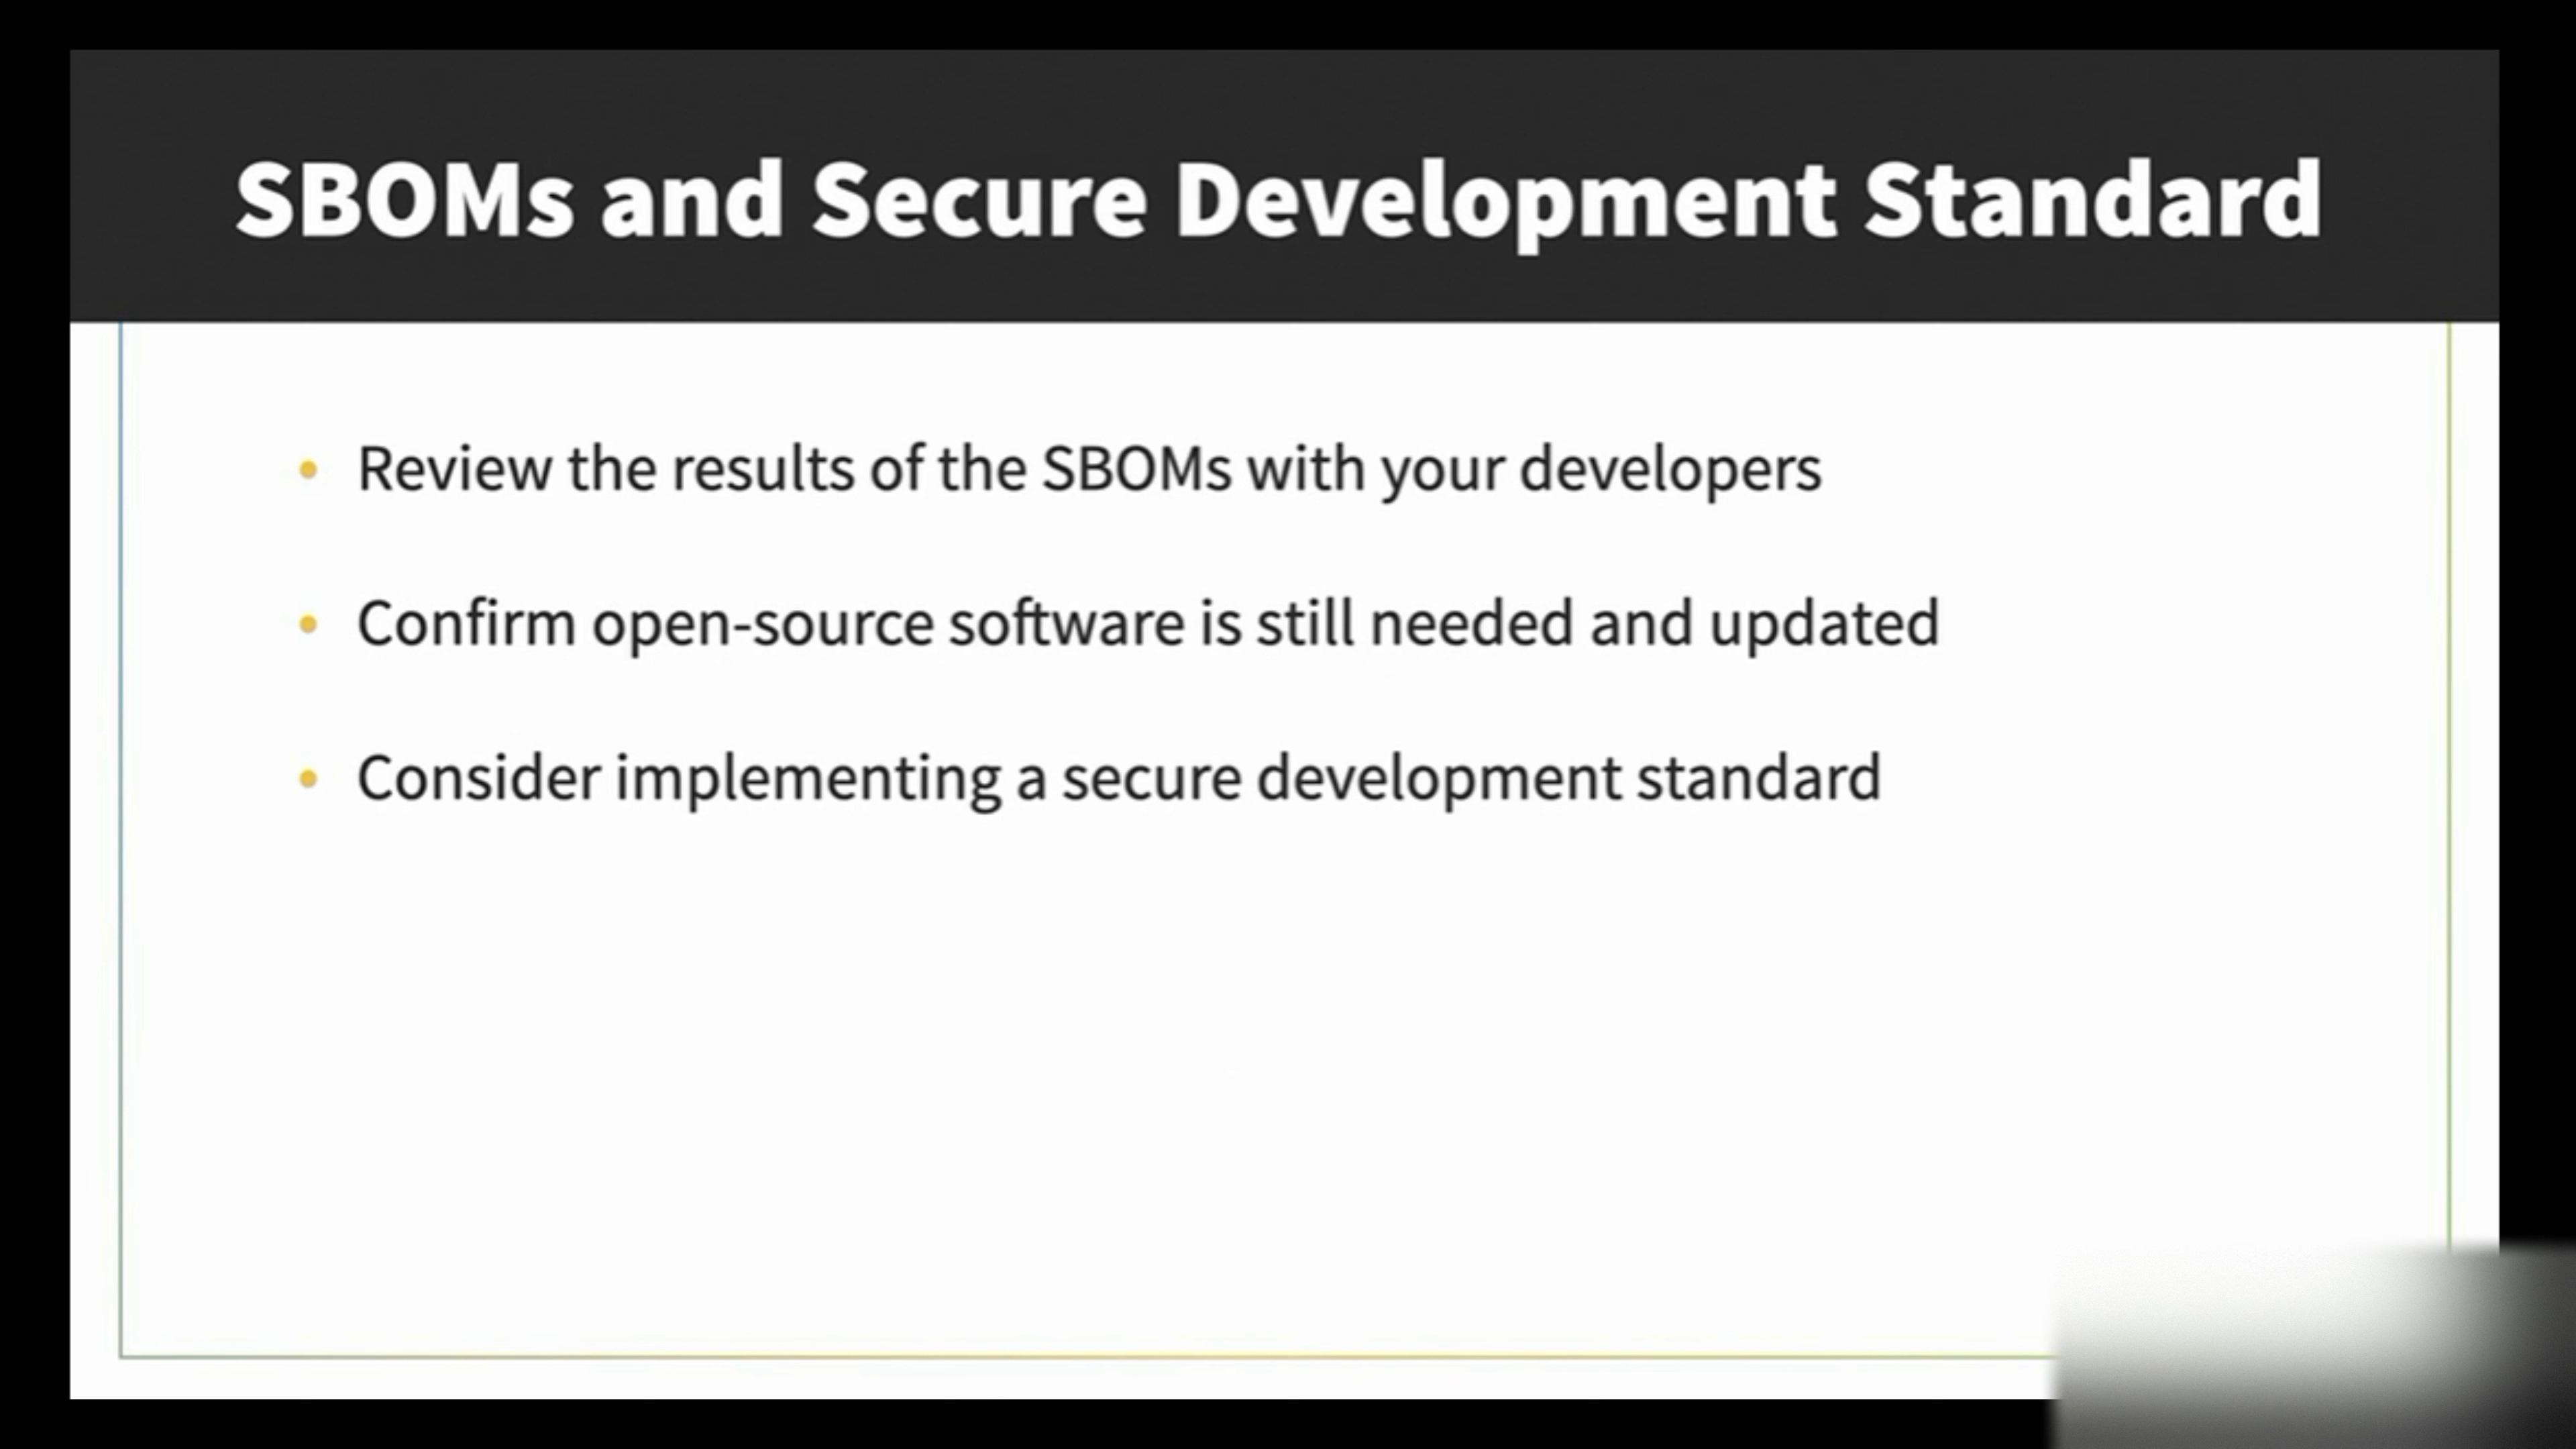 SBOMs and Secure Development Standard
• Review the results of the SBOMs with your developers
• Confirm open-source software is still needed and updated
• Consider implementing a secure development standard